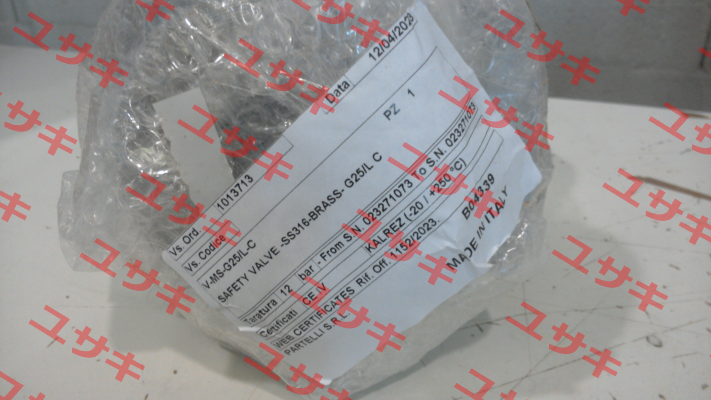 Vs. Ord. 1013713 Data 12/04/2023
Vs. Codice
V-MS-G25/L-C PZ 1
SAFETY VALVE -SS316-BRASS- G25/L C
Taratura 12 bar .- From S.N. 023271073 To S.N. 023271073
Certificati CE-V KALREZ (-20 / +250 °C)
WEB CERTIFICATES Rif. Off. 1152/2023. B04339
PARTELLI S.R.L. MADE IN ITALY
ユサキ